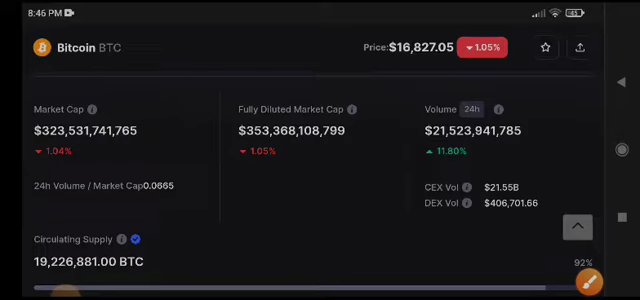 8:46 PM
Bitcoin BTC
Price:$16,827.05 1.05%
Market Cap
Fully Diluted Market Cap
Volume 24h
$323,531,741,765
$353,368,108,799
$21,523,941,785
1.04%
1.05%
11.80%
24h Volume / Market Cap0.0665
CEX Vol $21.55B
DEX Vol $406,701.66
Circulating Supply
19,226,881.00 BTC
92%